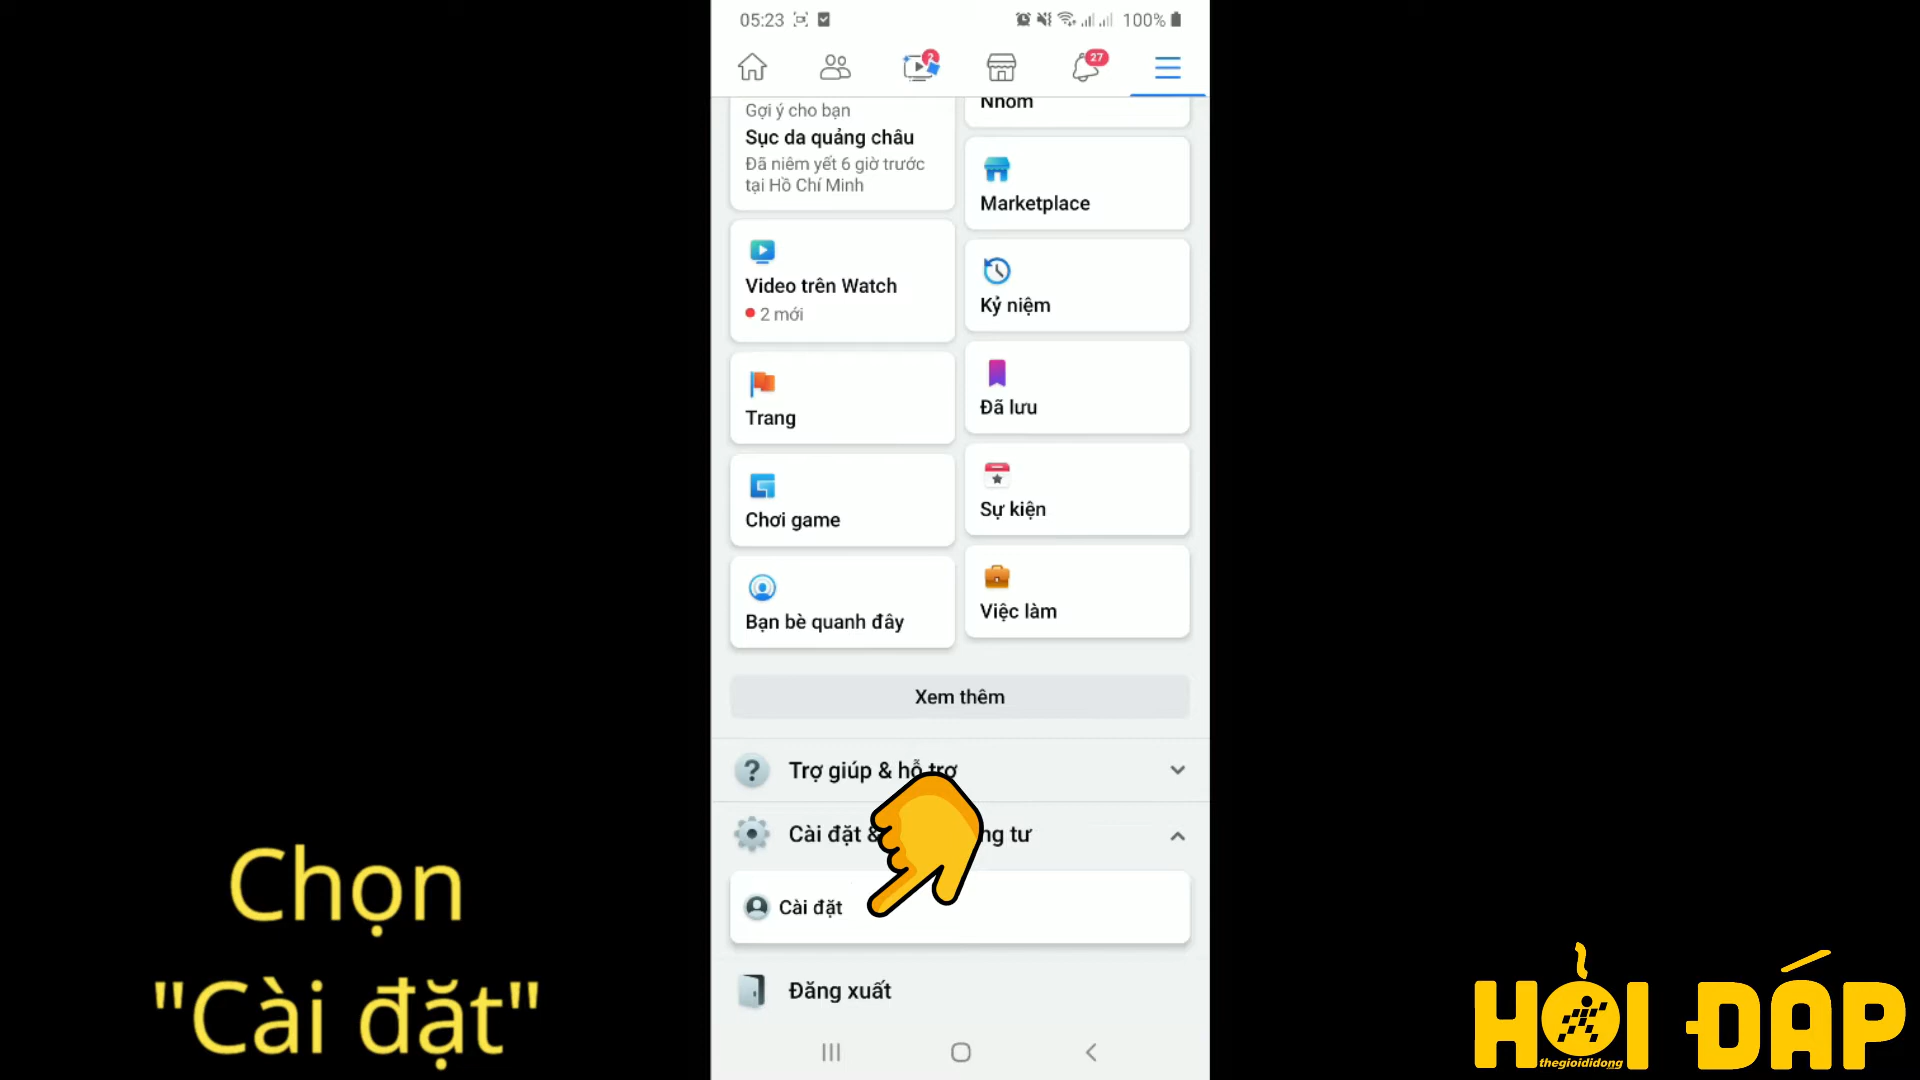 05:23
100%
2
27
Gợi ý cho bạn
Sục da quảng châu
Đã niêm yết 6 giờ trước
tại Hồ Chí Minh
Nhóm
Marketplace
Video trên Watch
2 mới
Kỷ niệm
Trang
Đã lưu
Chơi game
Sự kiện
Bạn bè quanh đây
Việc làm
Xem thêm
Trợ giúp & hỗ trợ
Cài đặt & ng tư
Cài đặt
Đăng xuất
Chọn
"Cài đặt"
HỎI ĐÁP
thegioididong